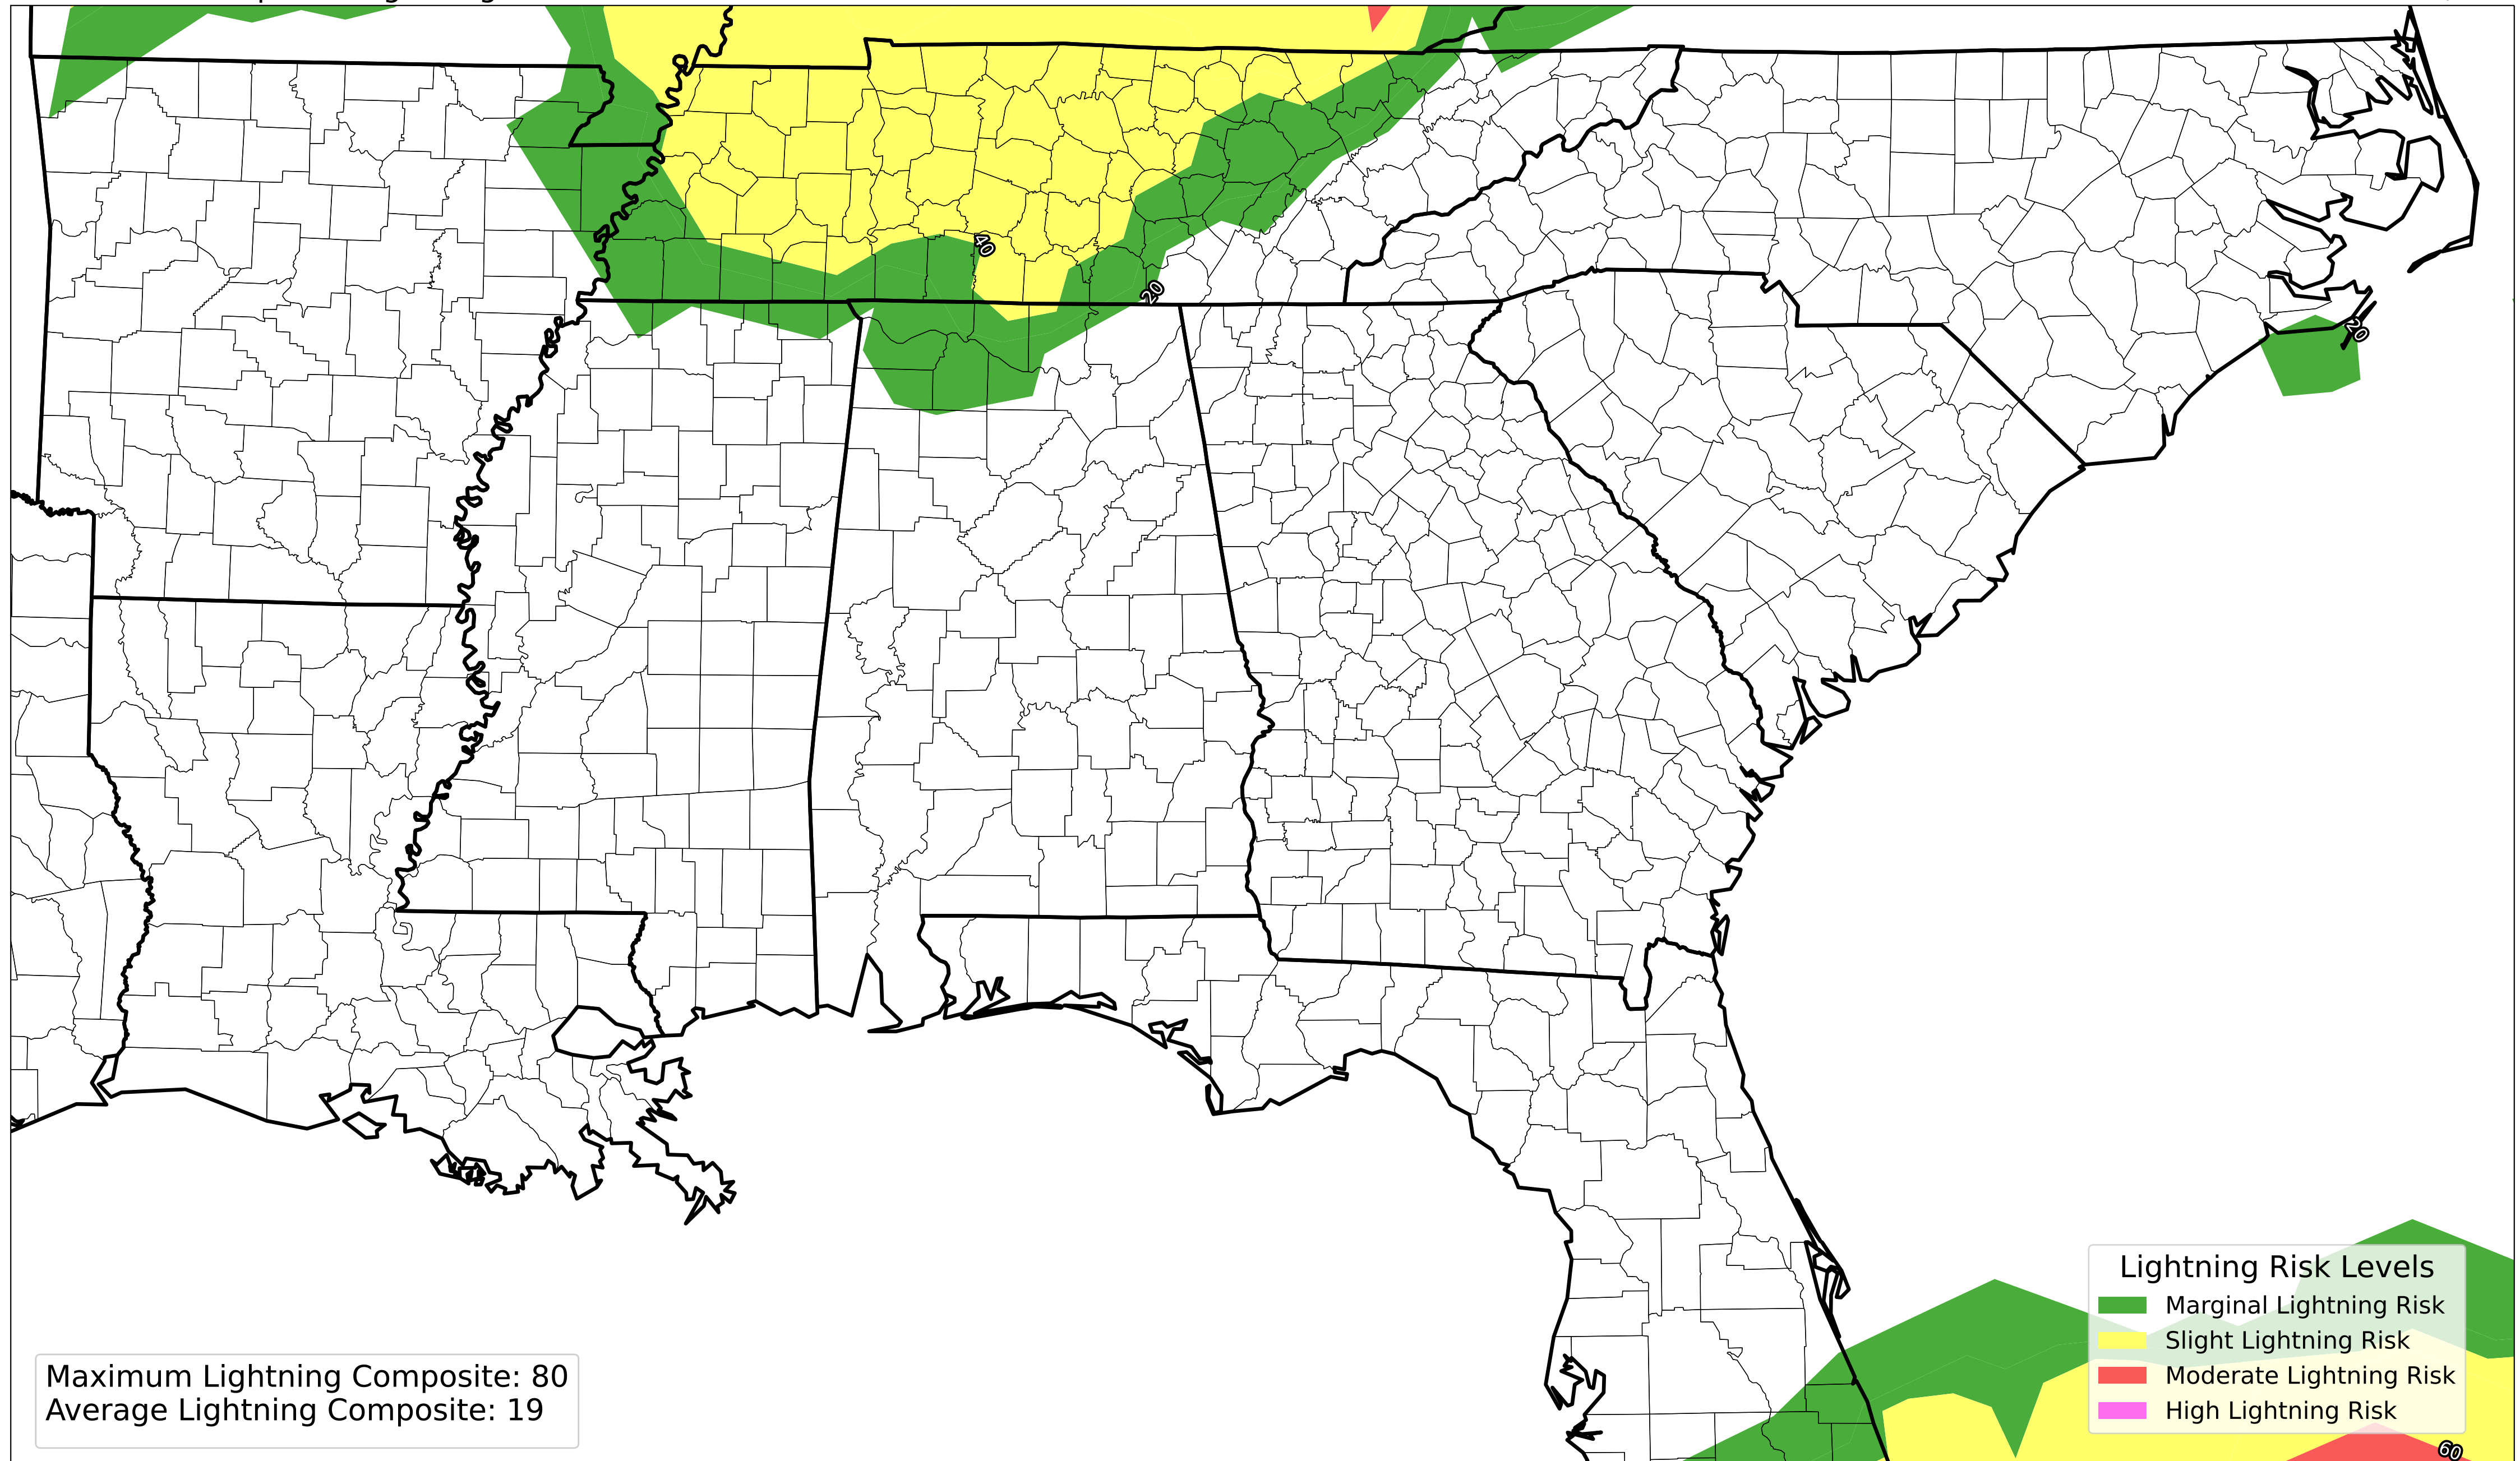 40
20
20
Lightning Risk Levels
Marginal Lightning Risk
Slight Lightning Risk
Moderate Lightning Risk
High Lightning Risk
Maximum Lightning Composite: 80
Average Lightning Composite: 19
60